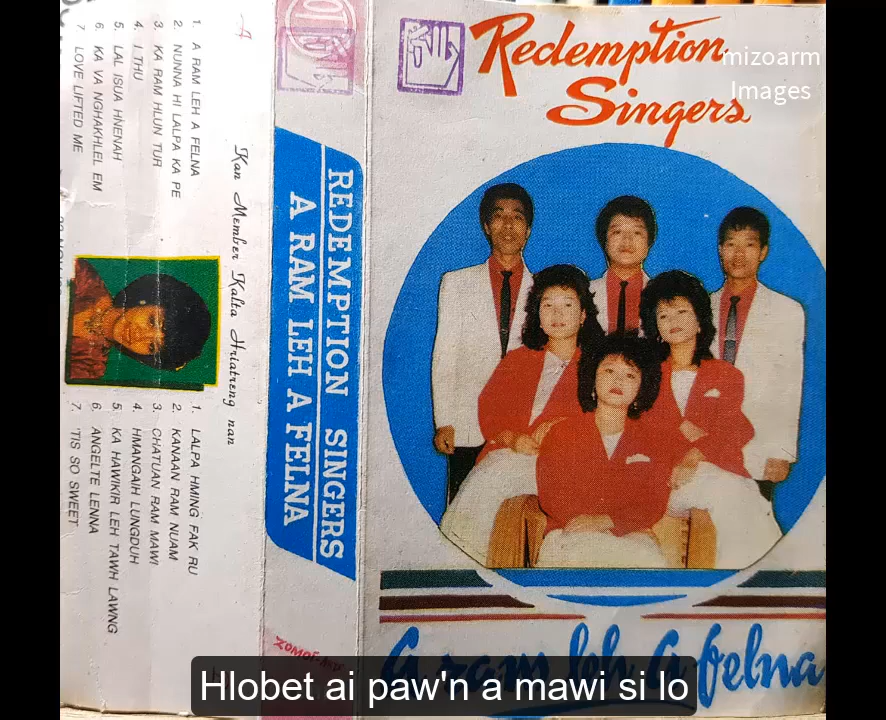 Redemption
Singers
mizoarm
Images
A
1. A RAM LEH A FELNA
2. NUNNA HI LALPA KA PE
3. KA RAM HLUN TUR
4. I THU
5. LAL ISUA HNENAH
6. KA VA NGHAKHLEL EM
7 LOVE LIFTED ME
Kan Member Kalta Hriatreng nan
1. LALPA HMING FAK RU
2. KANAAN RAM NUAM
3. CHATUAN RAM MAWI
4. HMANGAIH LUNGDUH
5. KA HAWIKIR LEH TAWH LAWNG
6. ANGELTE LENNA
7. 'TIS SO SWEET
REDEMPTION SINGERS
A RAM LEH A FELNA
A ram leh A felna
Hlobet ai paw'n a mawi si lo